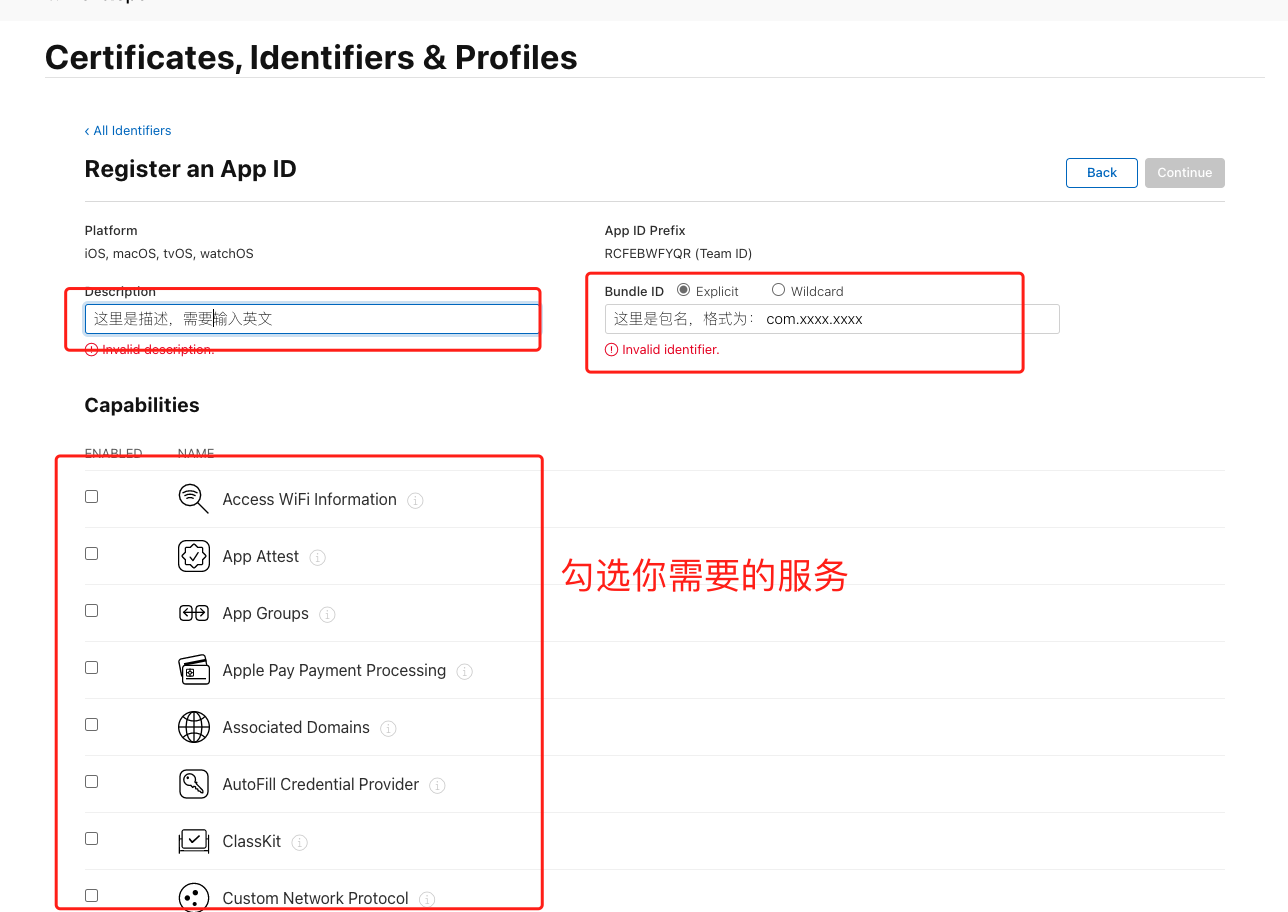 Certificates, Identifiers & Profiles
‹ All Identifiers
Register an App ID
Back
Continue
Platform
App ID Prefix
iOS, macOS, tvOS, watchOS
RCFEBWFYQR (Team ID)
Description
Bundle ID
Explicit
Wildcard
这里是描述，需要输入英文
这里是包名，格式为： com.xxxx.xxxx
Invalid description.
Invalid identifier.
Capabilities
ENABLED
NAME
Access WiFi Information
App Attest
勾选你需要的服务
App Groups
Apple Pay Payment Processing
Associated Domains
AutoFill Credential Provider
ClassKit
Custom Network Protocol